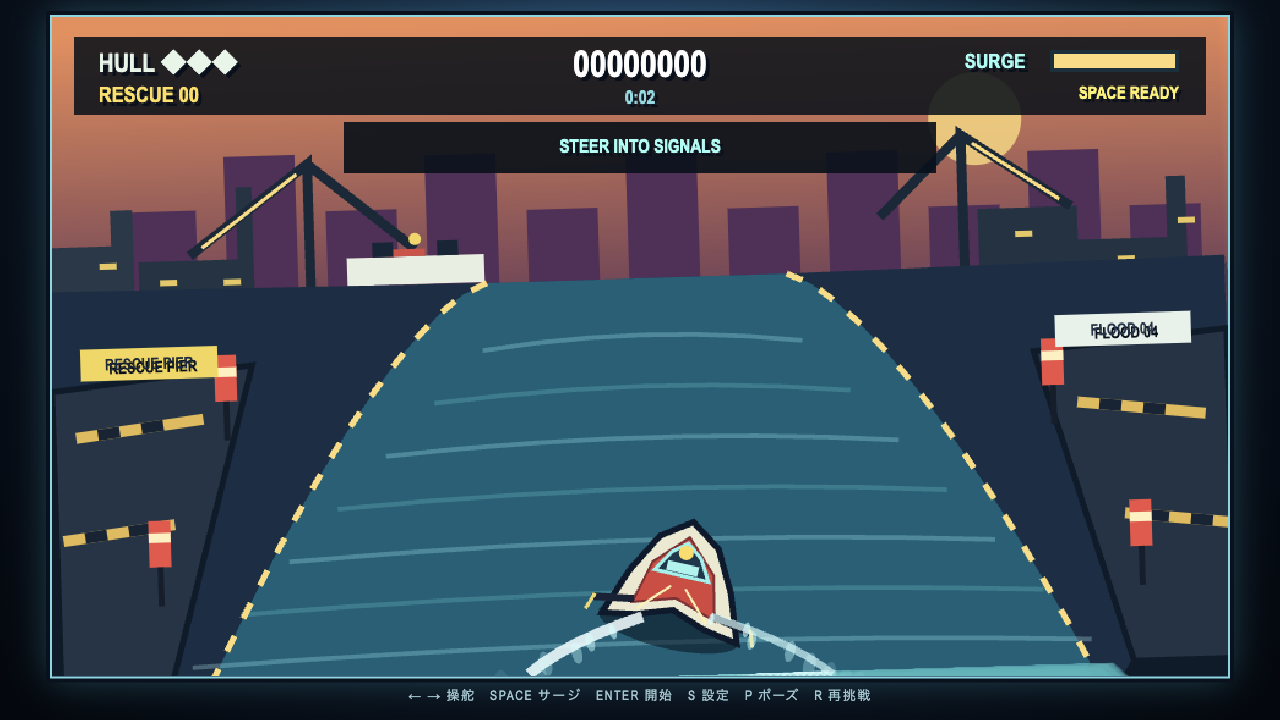 HULL
00000000
SURGE
RESCUE 00
0:02
SPACE READY
STEER INTO SIGNALS
RESCUE PIER
FLOOD 04
← → 操舵 SPACE サージ ENTER 開始 S 設定 P ポーズ R 再挑戦